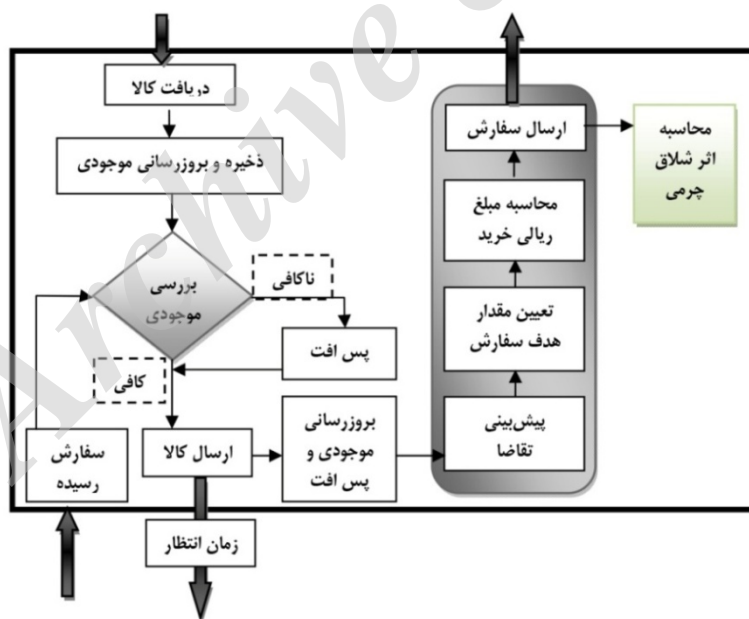 دریافت کالا
ذخیره و بروزرسانی موجودی
بررسی
موجودی
ناکافی
پس افت
کافی
سفارش
رسیده
ارسال کالا
بروزرسانی
موجودی و
پس افت
زمان انتظار
پیش‌بینی
تقاضا
تعیین مقدار
هدف سفارش
محاسبه مبلغ
ریالی خرید
ارسال سفارش
محاسبه
اثر شلاق
چرمی
Archive